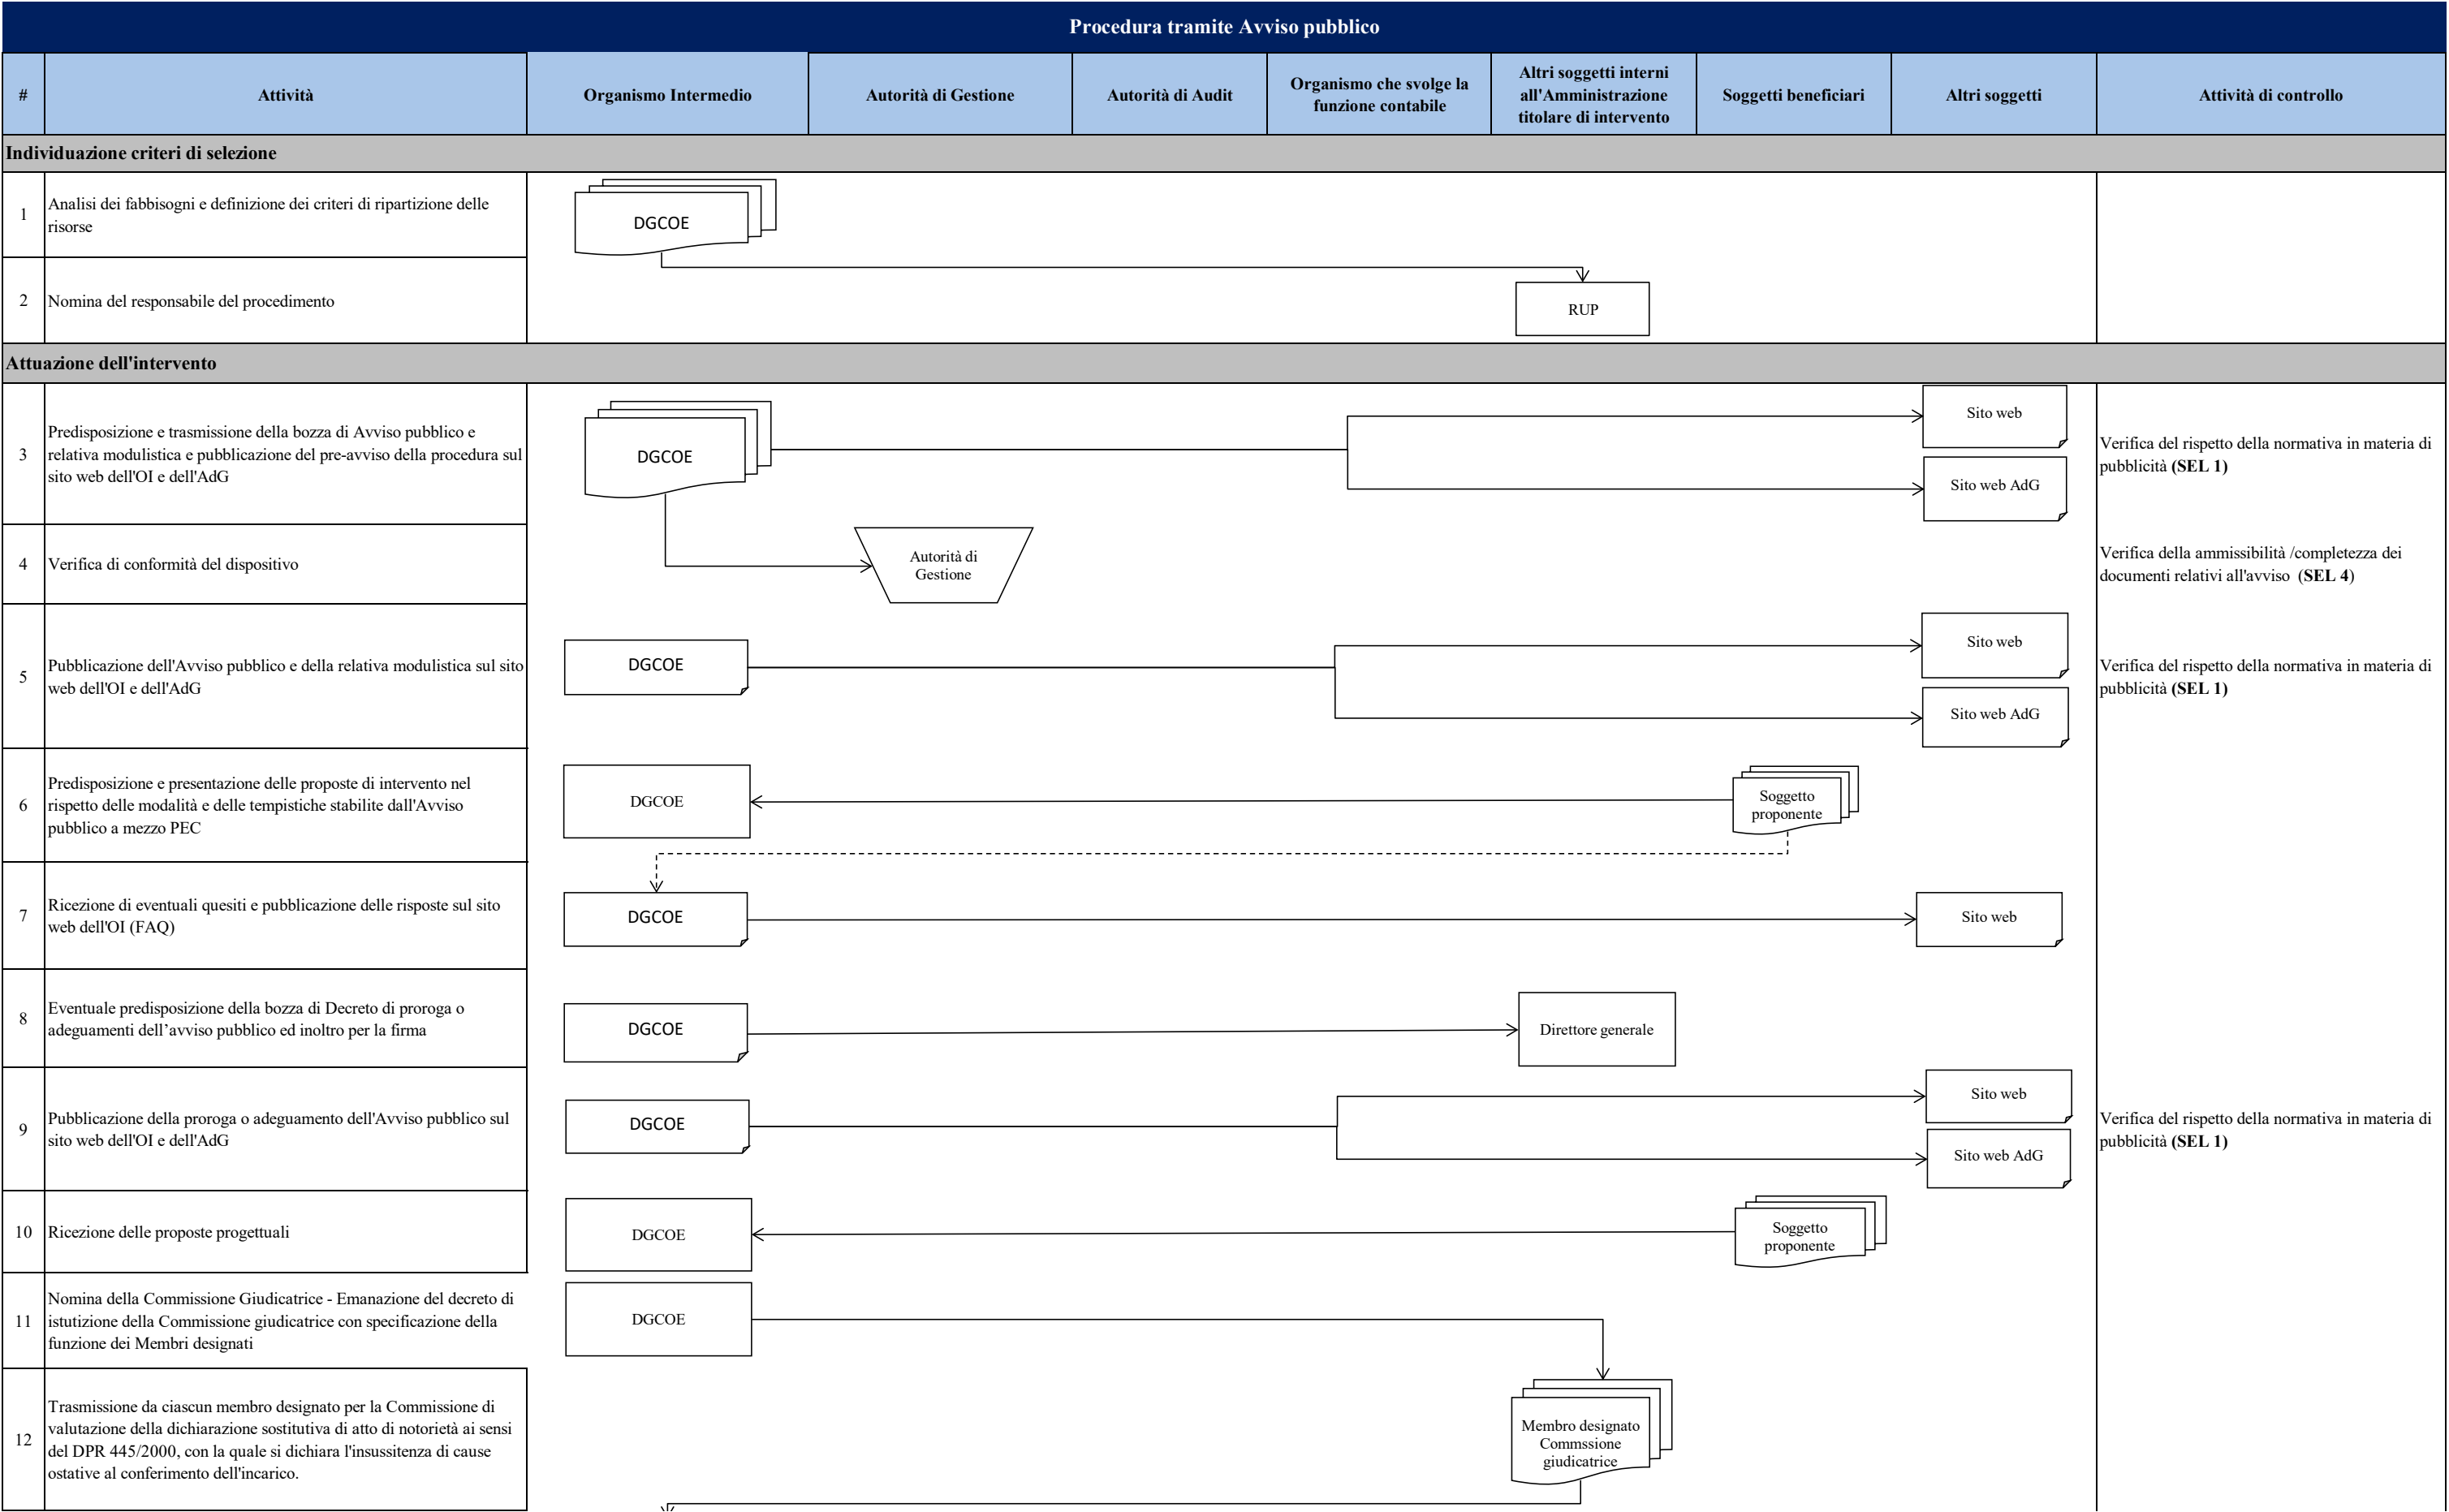 Procedura tramite Avviso pubblico
#
Attività
Organismo Intermedio
Autorità di Gestione
Autorità di Audit
Organismo che svolge la
funzione contabile
Altri soggetti interni
all'Amministrazione
titolare di intervento
Soggetti beneficiari
Altri soggetti
Attività di controllo
Individuazione criteri di selezione
1
Analisi dei fabbisogni e definizione dei criteri di ripartizione delle
risorse
DGCOE
2
Nomina del responsabile del procedimento
RUP
Attuazione dell'intervento
3
Predisposizione e trasmissione della bozza di Avviso pubblico e
relativa modulistica e pubblicazione del pre-avviso della procedura sul
sito web dell'OI e dell'AdG
DGCOE
Sito web
Sito web AdG
Verifica del rispetto della normativa in materia di
pubblicità (SEL 1)
4
Verifica di conformità del dispositivo
Autorità di
Gestione
Verifica della ammissibilità /completezza dei
documenti relativi all'avviso (SEL 4)
5
Pubblicazione dell'Avviso pubblico e della relativa modulistica sul sito
web dell'OI e dell'AdG
DGCOE
Sito web
Sito web AdG
Verifica del rispetto della normativa in materia di
pubblicità (SEL 1)
6
Predisposizione e presentazione delle proposte di intervento nel
rispetto delle modalità e delle tempistiche stabilite dall'Avviso
pubblico a mezzo PEC
DGCOE
Soggetto
proponente
7
Ricezione di eventuali quesiti e pubblicazione delle risposte sul sito
web dell'OI (FAQ)
DGCOE
Sito web
8
Eventuale predisposizione della bozza di Decreto di proroga o
adeguamenti dell’avviso pubblico ed inoltro per la firma
DGCOE
Direttore generale
9
Pubblicazione della proroga o adeguamento dell'Avviso pubblico sul
sito web dell'OI e dell'AdG
DGCOE
Sito web
Sito web AdG
Verifica del rispetto della normativa in materia di
pubblicità (SEL 1)
10
Ricezione delle proposte progettuali
DGCOE
Soggetto
proponente
11
Nomina della Commissione Giudicatrice - Emanazione del decreto di
istutizione della Commissione giudicatrice con specificazione della
funzione dei Membri designati
DGCOE
12
Trasmissione da ciascun membro designato per la Commissione di
valutazione della dichiarazione sostitutiva di atto di notorietà ai sensi
del DPR 445/2000, con la quale si dichiara l'insussitenza di cause
ostative al conferimento dell'incarico.
Membro designato
Commssione
giudicatrice